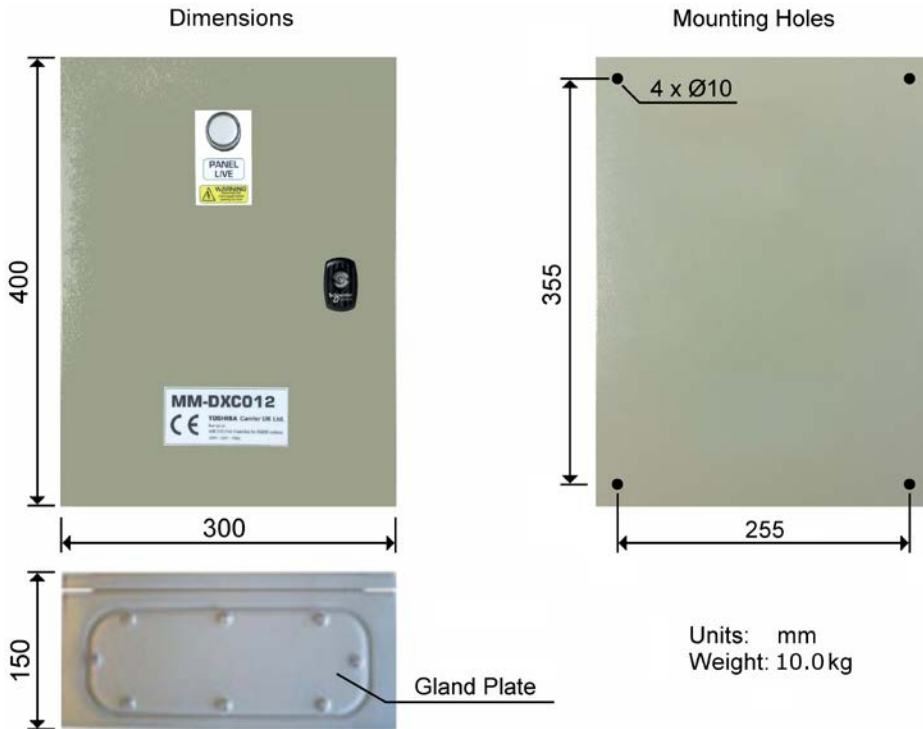 Dimensions
Mounting Holes
4 x Ø10
PANEL
LIVE
WARNING
400
355
Schneider
MM-DXC012
CE TOSHIBA Carrier UK Ltd.
300
255
150
Gland Plate
Units: mm
Weight: 10.0 kg